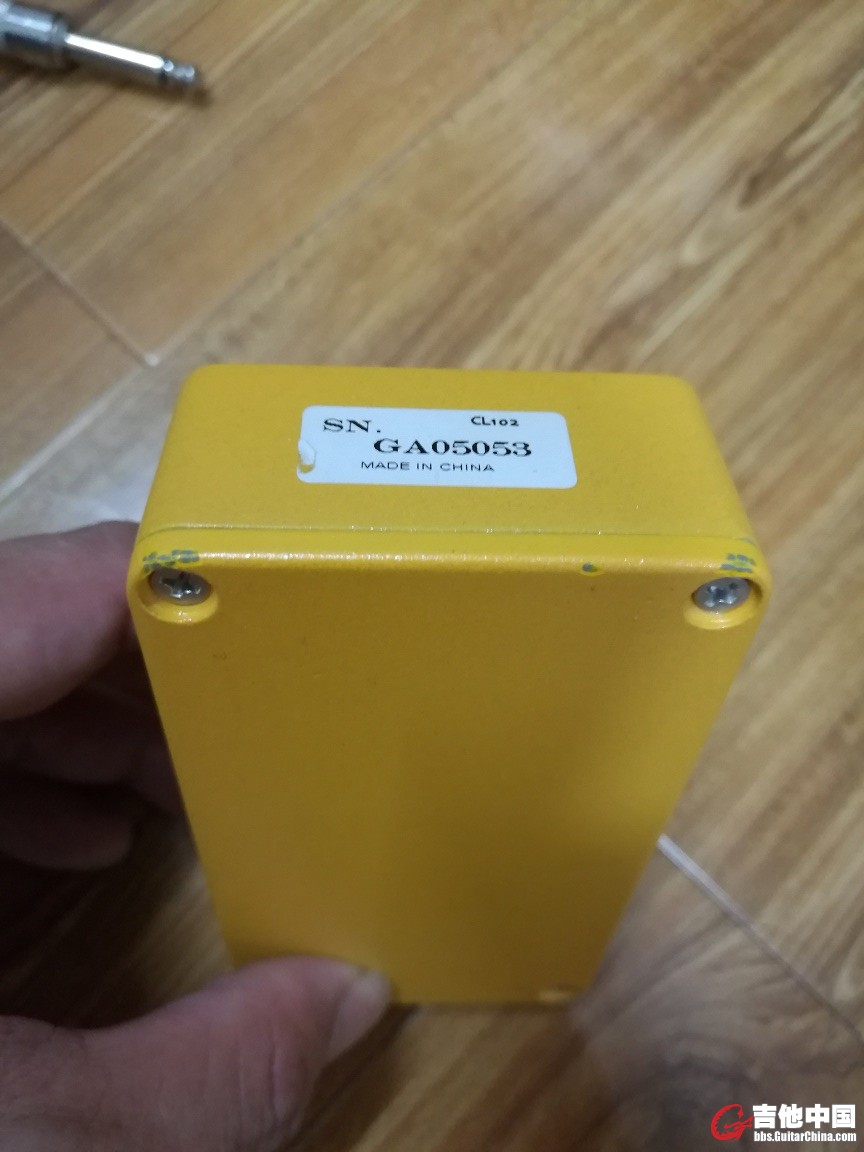 SN. CL102
GA05053
MADE IN CHINA
吉他中国
bbs.GuitarChina.com